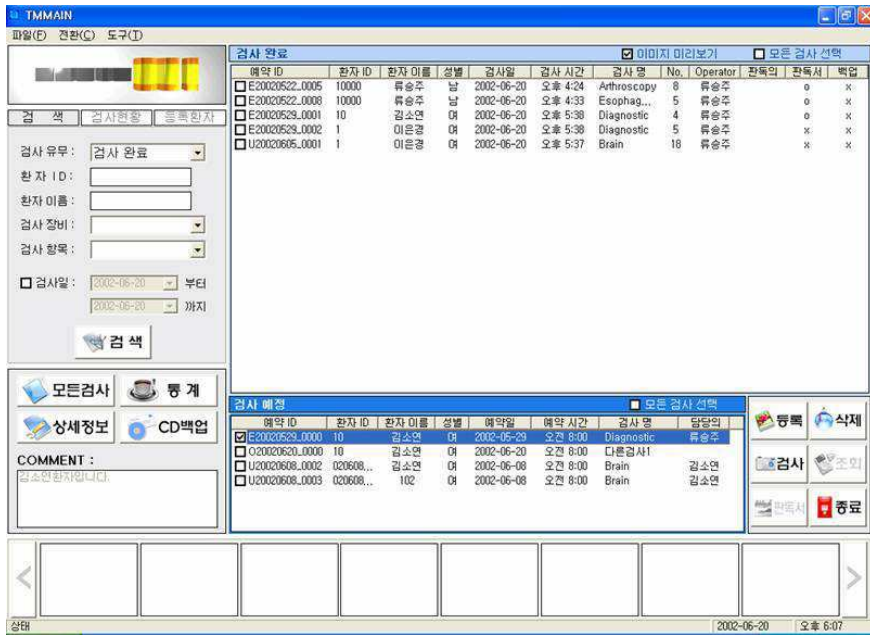 TMMAIN
파일(F) 전환(C) 도구(T)
검사 완료 이미지 미리보기 모든 검사 선택
예약 ID 환자 ID 환자 이름 성별 검사일 검사 시간 검사 명 No. Operator 판독의 판독서 백업
E20020522_0005 10000 류승주 남 2002-06-20 오후 4:24 Arthroscopy 8 류승주 o x
E20020522_0008 10000 류승주 남 2002-06-20 오후 4:33 Esophag... 5 류승주 o x
E20020529_0001 10 김소연 여 2002-06-20 오후 5:38 Diagnostic 4 류승주 o x
E20020529_0002 1 이은경 여 2002-06-20 오후 5:38 Diagnostic 5 류승주 x x
U20020605_0001 1 이은경 여 2002-06-20 오후 5:37 Brain 18 류승주 x x
검 색 검사현황 등록환자
검사 유무 : 검사 완료
환 자 ID :
환자 이름 :
검사 장비 :
검사 항목 :
검사일 : 2002-06-20 부터
2002-06-20 까지
검 색
모든검사 통 계
상세정보 CD백업
COMMENT :
김소연환자입니다.
검사 예정 모든 검사 선택
예약 ID 환자 ID 환자 이름 성별 예약일 예약 시간 검사 명 담당의
E20020529_0000 10 김소연 여 2002-05-29 오전 8:00 Diagnostic 류승주
O20020620_0000 10 김소연 여 2002-06-20 오전 8:00 다른검사1
U20020608_0002 020608... 김소연 여 2002-06-08 오전 8:00 Brain 김소연
U20020608_0003 020608... 102 여 2002-06-08 오전 8:00 Brain 김소연
등록 삭제
검사 조회
판독서 종료
상태 2002-06-20 오후 6:07